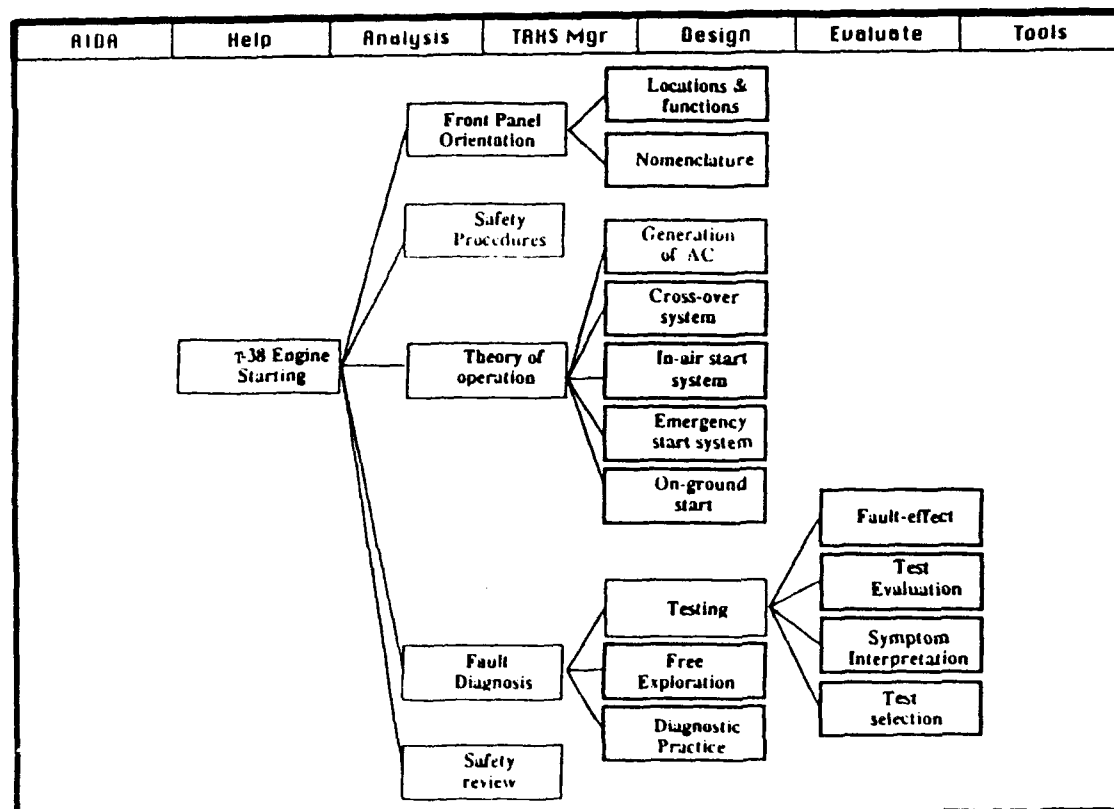 AIDA Help Analysis TRHS Mgr Design Evaluate Tools
Locations &
functions
Front Panel
Orientation
Nomenclature
Safety
Procedures
Generation
of AC
Cross-over
system
T-38 Engine
Starting
Theory of
operation
In-air start
system
Emergency
start system
On-ground
start
Fault-effect
Test
Evaluation
Testing
Symptom
Interpretation
Fault
Diagnosis
Free
Exploration
Test
selection
Diagnostic
Practice
Safety
review